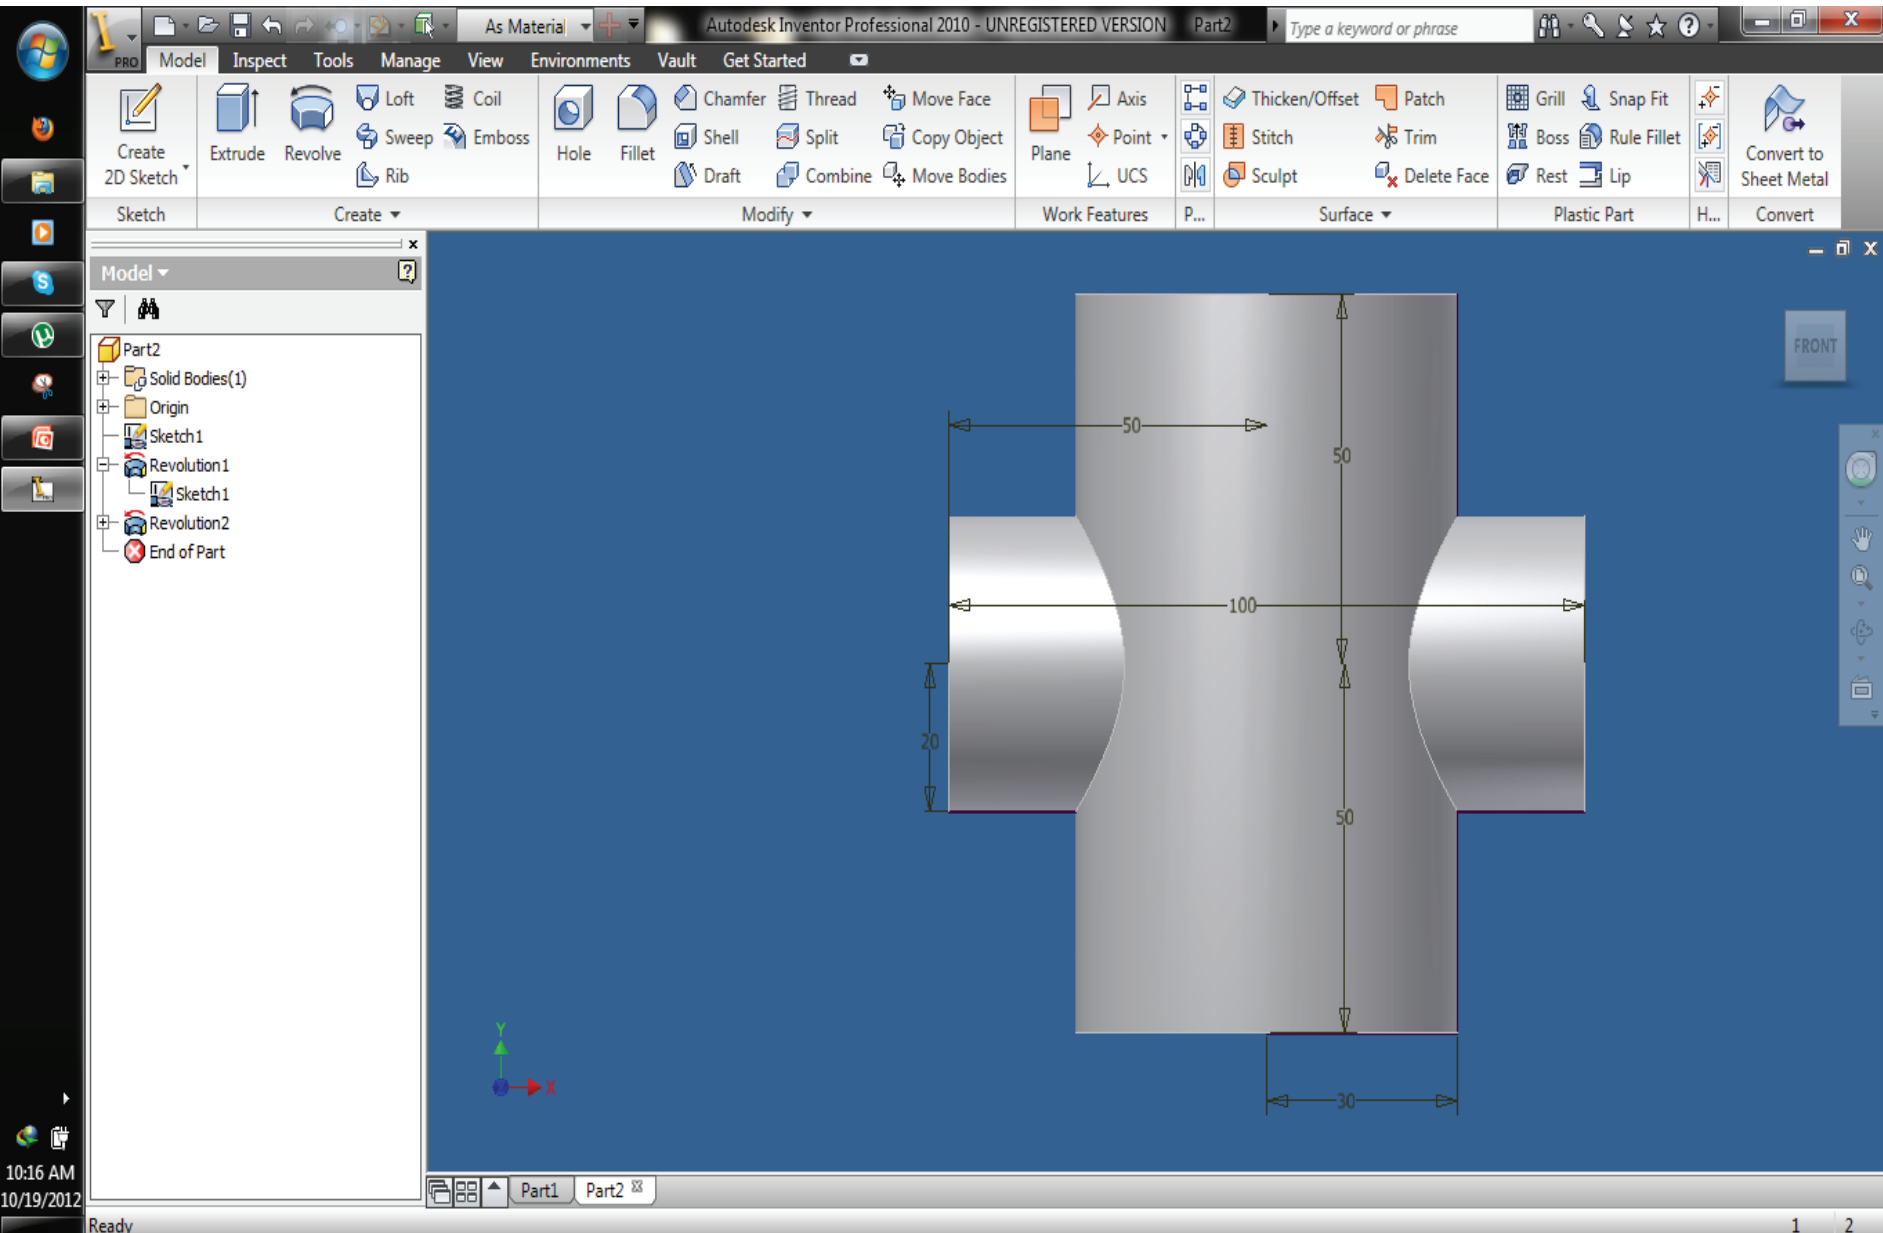 PRO
As Material
Autodesk Inventor Professional 2010 - UNREGISTERED VERSION Part2
Type a keyword or phrase
Model Inspect Tools Manage View Environments Vault Get Started
Create 2D Sketch
Extrude Revolve
Loft Coil
Sweep Emboss
Rib
Hole Fillet
Chamfer Thread Move Face
Shell Split Copy Object
Draft Combine Move Bodies
Plane
Axis
Point
UCS
Thicken/Offset Patch
Stitch Trim
Sculpt Delete Face
Grill Snap Fit
Boss Rule Fillet
Rest Lip
Convert to
Sheet Metal
Sketch Create Modify Work Features P... Surface Plastic Part H... Convert
Model
Part2
Solid Bodies(1)
Origin
Sketch1
Revolution1
Sketch1
Revolution2
End of Part
FRONT
50
50
100
20
50
30
Y
X
10:16 AM
10/19/2012
Part1 Part2
Ready
1 2